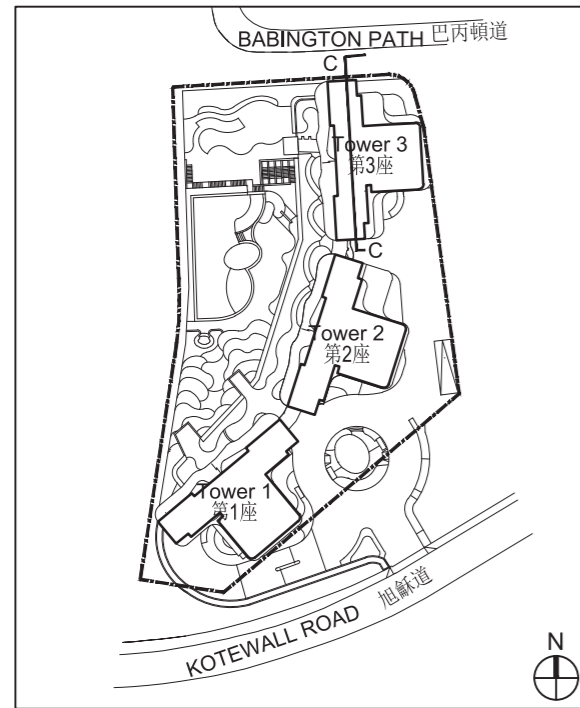 BABINGTON PATH 巴丙頓道
C
Tower 3
第3座
C
Tower 2
第2座
Tower 1
第1座
KOTEWALL ROAD 旭龢道
N